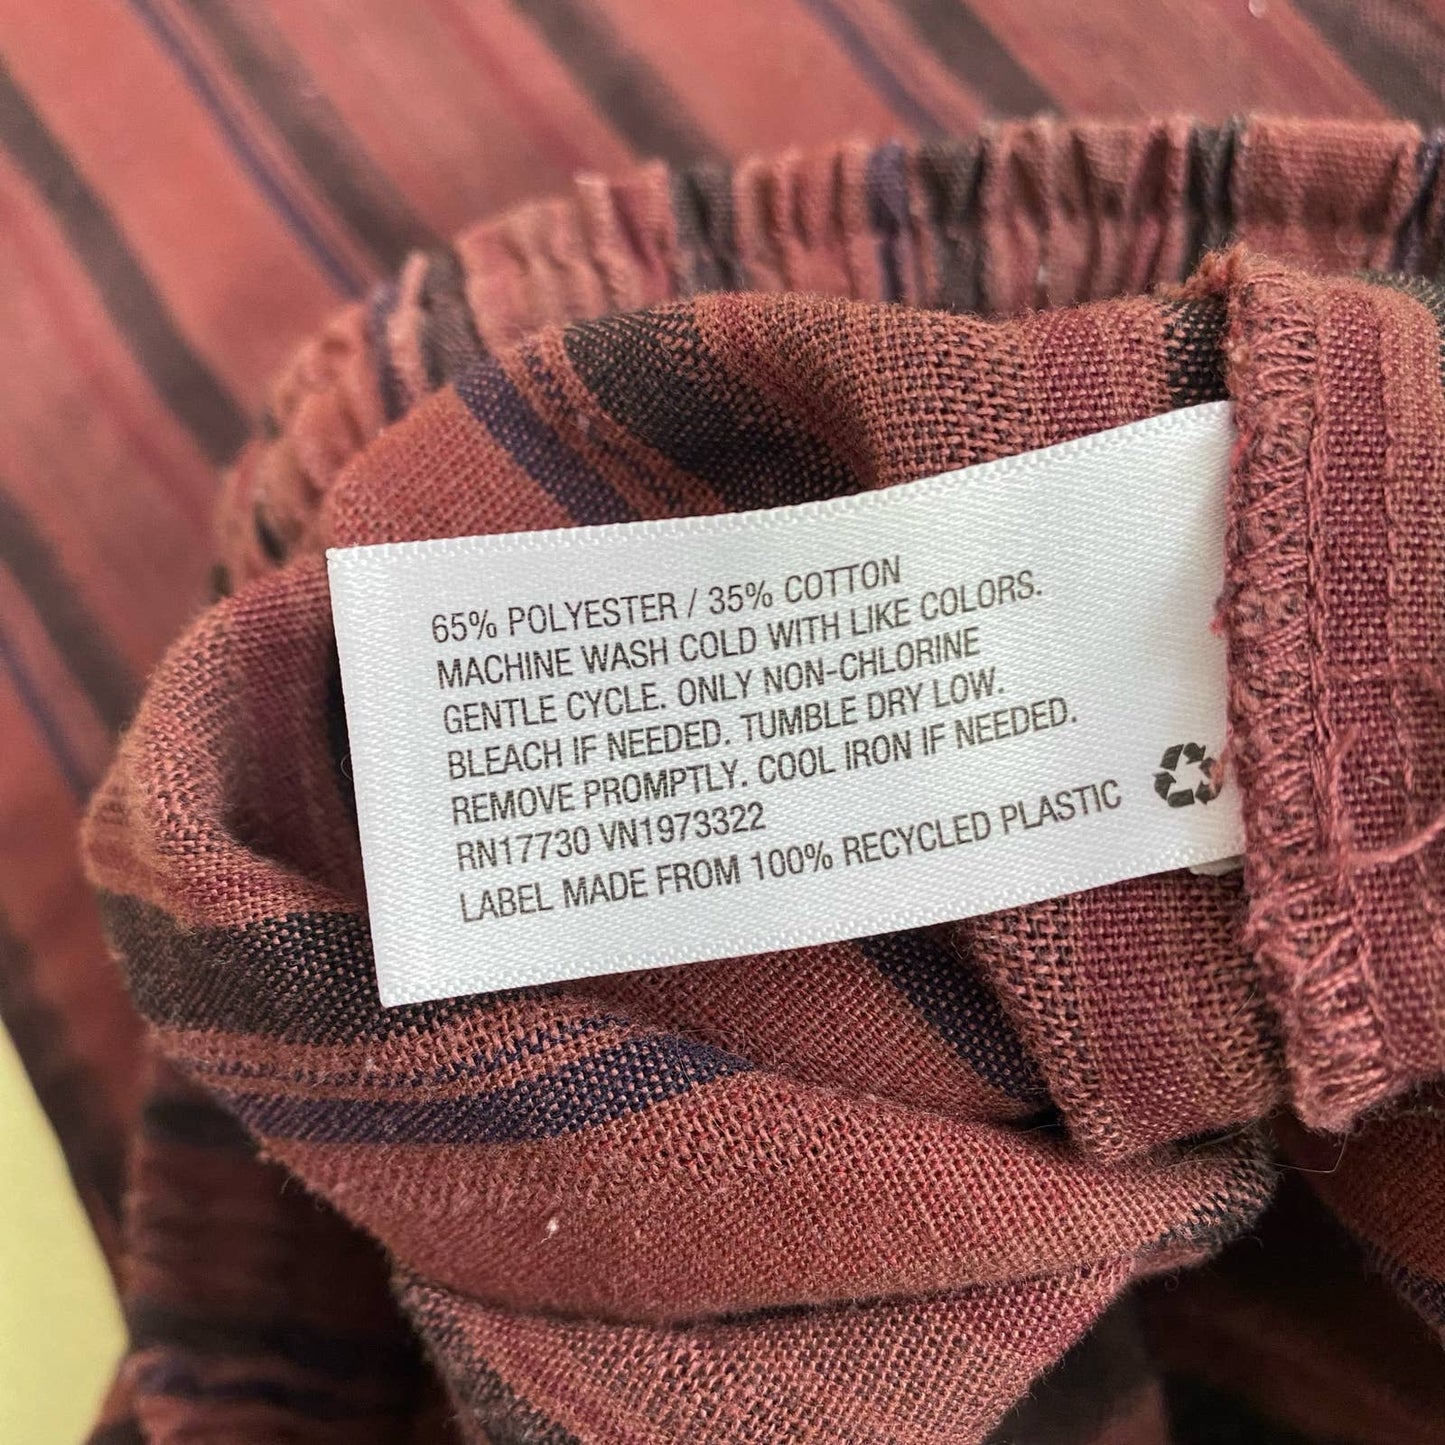 65% POLYESTER / 35% COTTON
MACHINE WASH COLD WITH LIKE COLORS.
GENTLE CYCLE. ONLY NON-CHLORINE
BLEACH IF NEEDED. TUMBLE DRY LOW.
REMOVE PROMPTLY. COOL IRON IF NEEDED.
RN17730 VN1973322
LABEL MADE FROM 100% RECYCLED PLASTIC